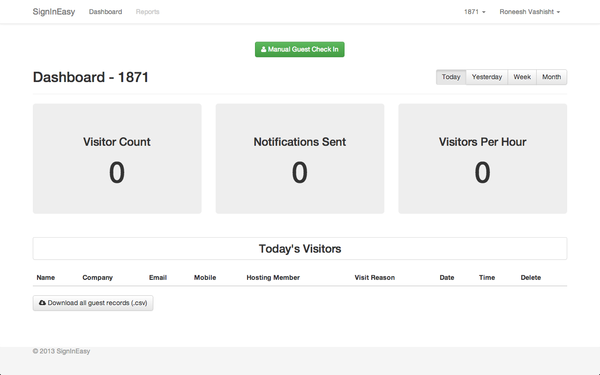 SignInEasy Dashboard Reports 1871 Roneesh Vashisht
Manual Guest Check In
Dashboard - 1871 Today Yesterday Week Month
Visitor Count Notifications Sent Visitors Per Hour
0 0 0
Today's Visitors
Name Company Email Mobile Hosting Member Visit Reason Date Time Delete
Download all guest records (.csv)
© 2013 SignInEasy